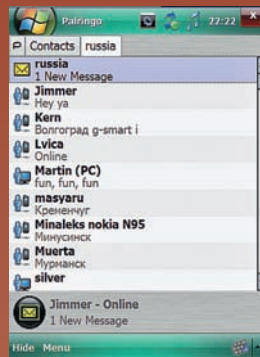 Palringo 22:22
Contacts russia
russia
1 New Message
Jimmer
Hey ya
Kern
Волгоград g-smart i
Lvica
Online
Martin (PC)
fun, fun, fun
masyaru
Крененчуг
Minaleks nokia N95
Минусинск
Muerta
Мурманск
silver
Jimmer - Online
1 New Message
Hide Menu